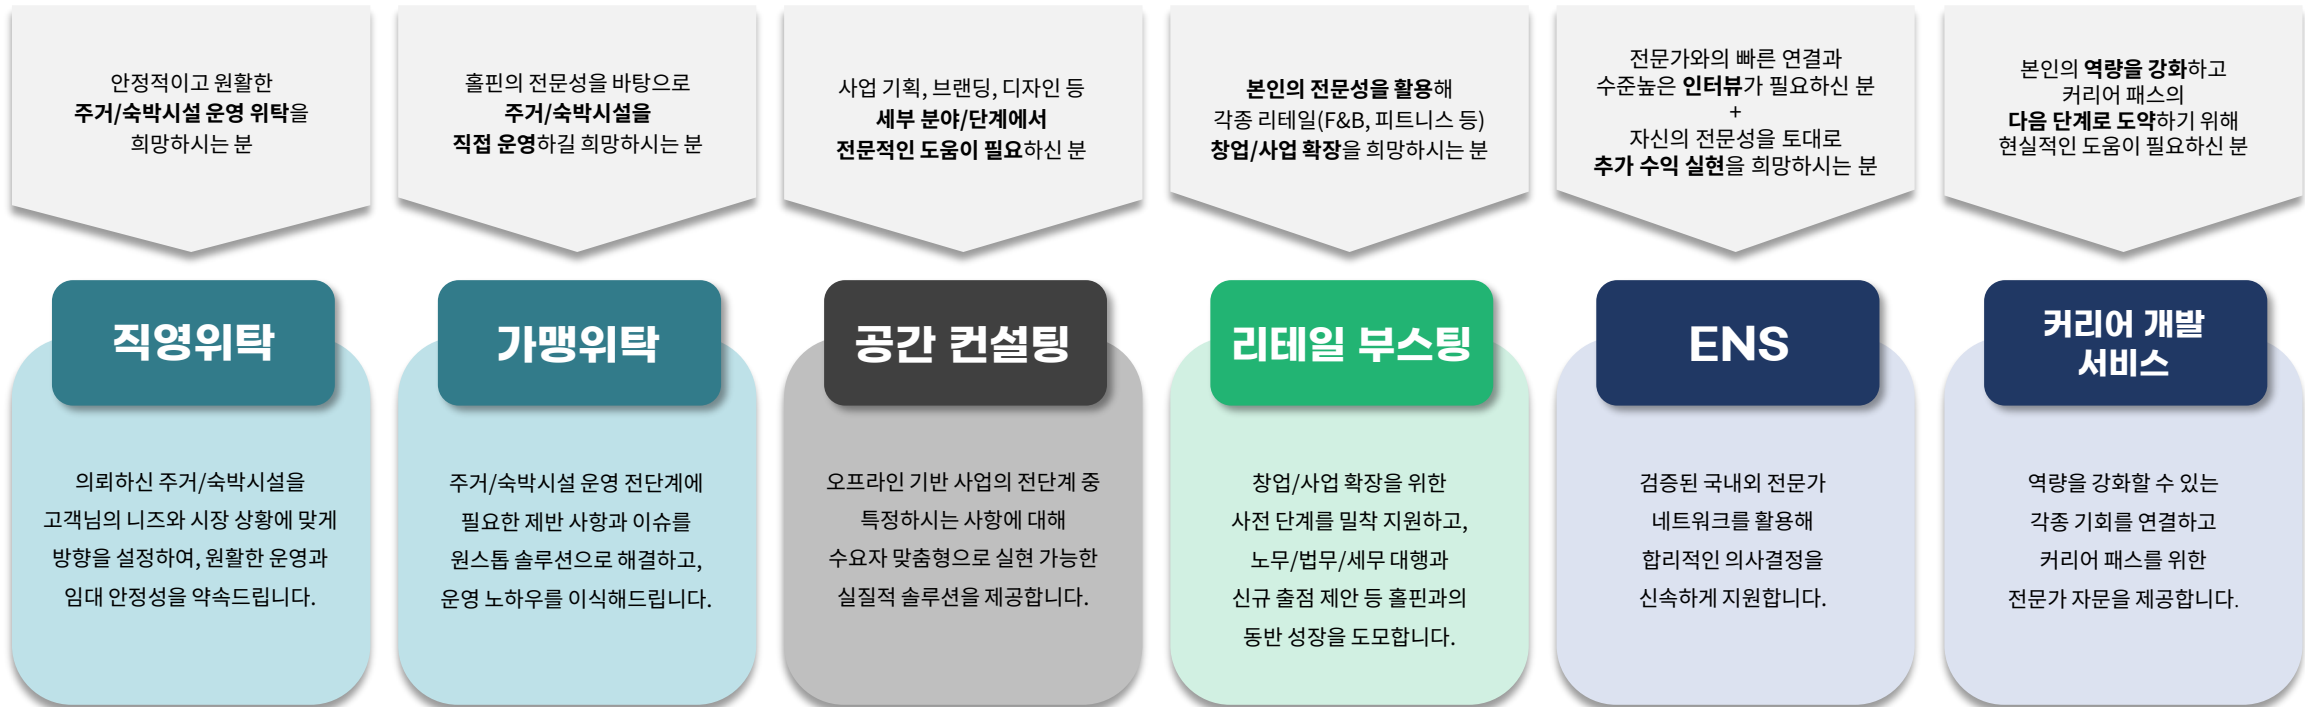 안정적이고 원활한
주거/숙박시설 운영 위탁을
희망하시는 분
홀핀의 전문성을 바탕으로
주거/숙박시설을
직접 운영하길 희망하시는 분
사업 기획, 브랜딩, 디자인 등
세부 분야/단계에서
전문적인 도움이 필요하신 분
본인의 전문성을 활용해
각종 리테일(F&B, 피트니스 등)
창업/사업 확장을 희망하시는 분
전문가와의 빠른 연결과
수준높은 인터뷰가 필요하신 분
+
자신의 전문성을 토대로
추가 수익 실현을 희망하시는 분
본인의 역량을 강화하고
커리어 패스의
다음 단계로 도약하기 위해
현실적인 도움이 필요하신 분
직영위탁
의뢰하신 주거/숙박시설을
고객님의 니즈와 시장 상황에 맞게
방향을 설정하여, 원활한 운영과
임대 안정성을 약속드립니다.
가맹위탁
주거/숙박시설 운영 전단계에
필요한 제반 사항과 이슈를
원스톱 솔루션으로 해결하고,
운영 노하우를 이식해드립니다.
공간 컨설팅
오프라인 기반 사업의 전단계 중
특정하시는 사항에 대해
수요자 맞춤형으로 실현 가능한
실질적 솔루션을 제공합니다.
리테일 부스팅
창업/사업 확장을 위한
사전 단계를 밀착 지원하고,
노무/법무/세무 대행과
신규 출점 제안 등 홀핀과의
동반 성장을 도모합니다.
ENS
검증된 국내외 전문가
네트워크를 활용해
합리적인 의사결정을
신속하게 지원합니다.
커리어 개발
서비스
역량을 강화할 수 있는
각종 기회를 연결하고
커리어 패스를 위한
전문가 자문을 제공합니다.